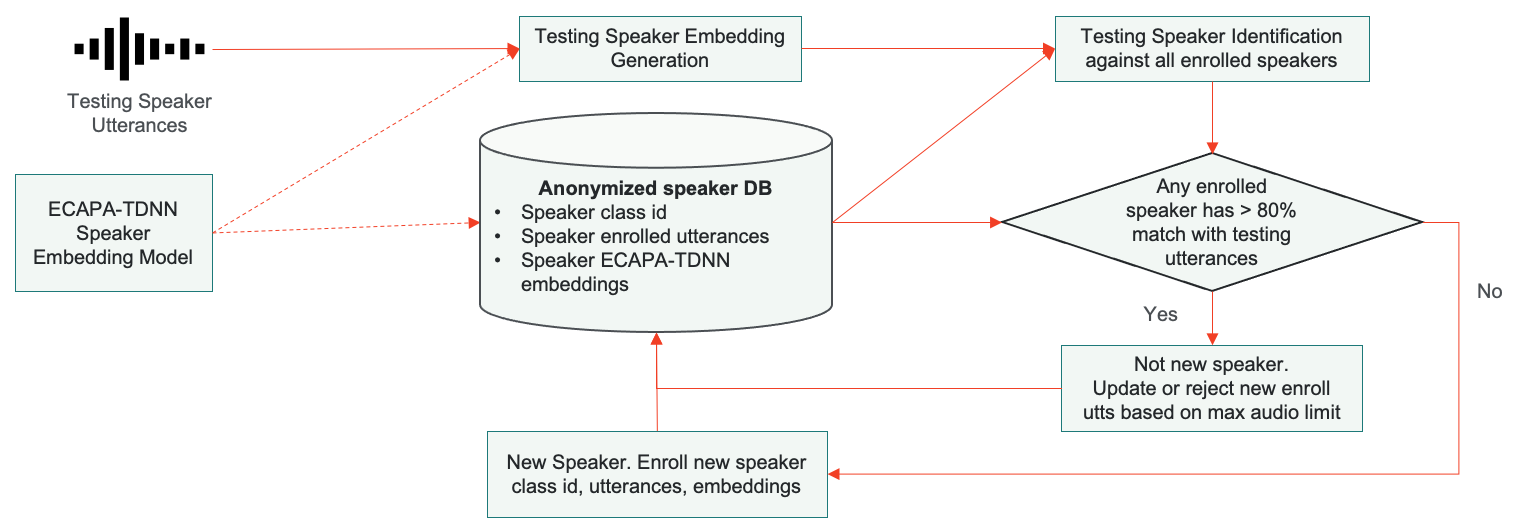 Testing Speaker Embedding
Generation
Testing Speaker Identification
against all enrolled speakers
Testing Speaker
Utterances
ECAPA-TDNN
Speaker
Embedding Model
Anonymized speaker DB
• Speaker class id
• Speaker enrolled utterances
• Speaker ECAPA-TDNN
embeddings
Any enrolled
speaker has > 80%
match with testing
utterances
No
Yes
Not new speaker.
Update or reject new enroll
utts based on max audio limit
New Speaker. Enroll new speaker
class id, utterances, embeddings